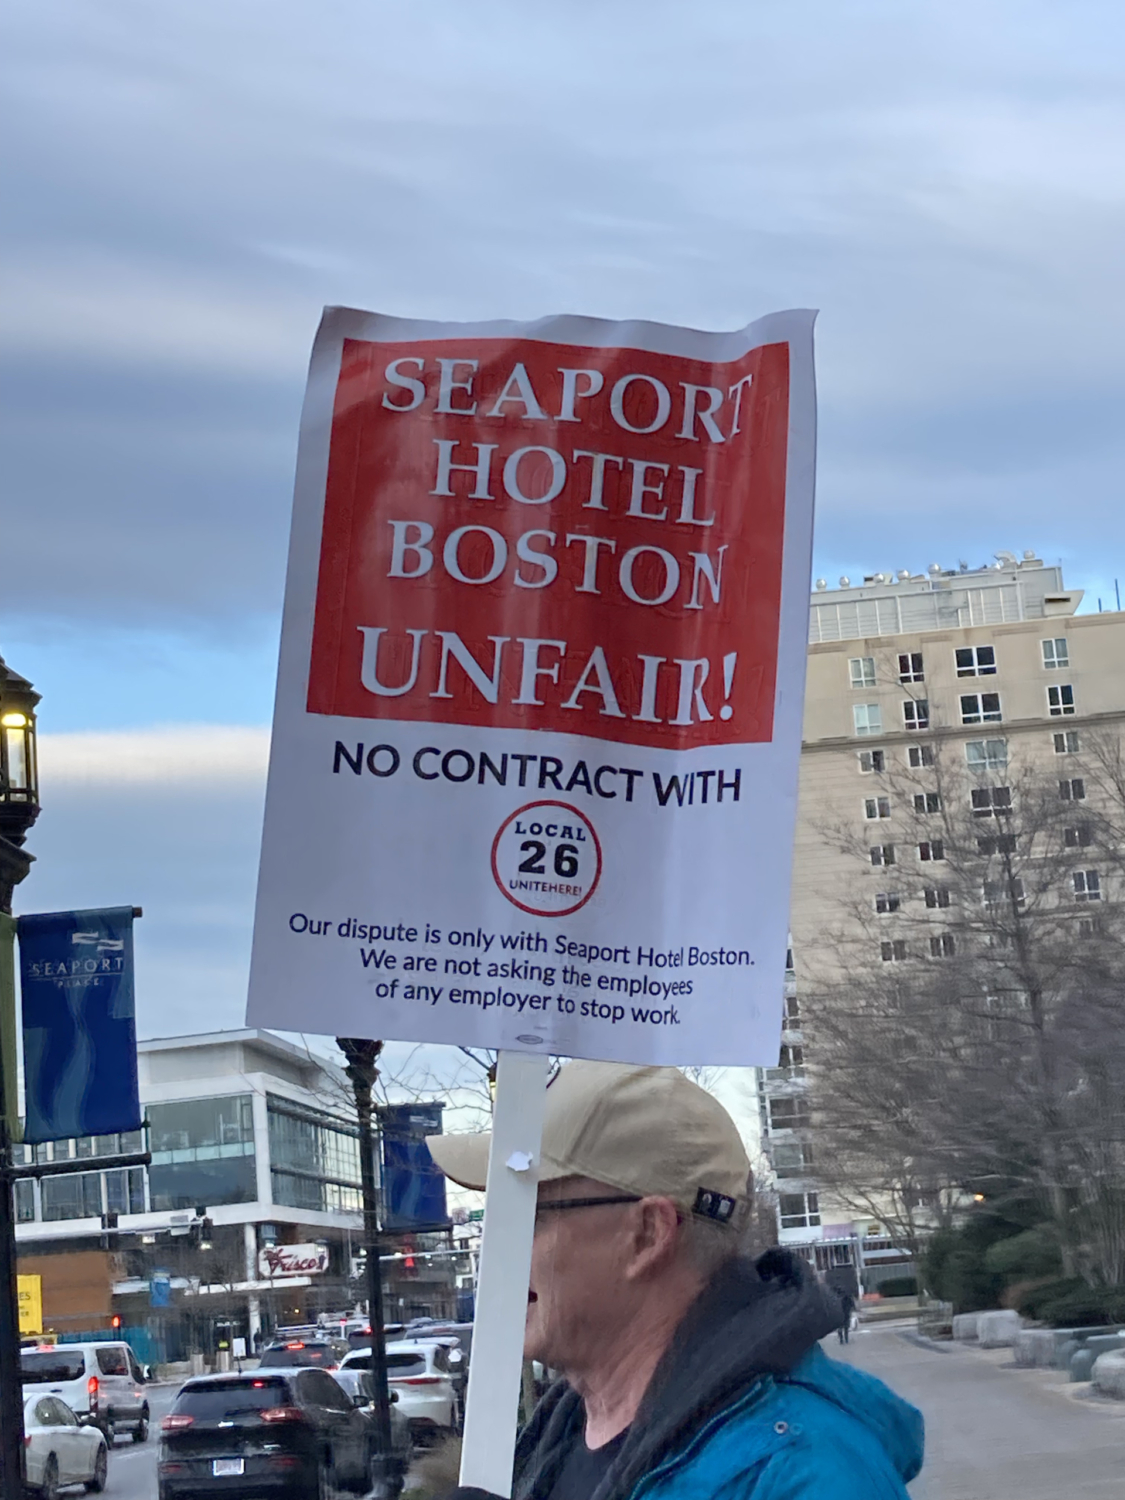 SEAPORT
HOTEL
BOSTON
UNFAIR!
NO CONTRACT WITH
LOCAL
26
UNITEHERE!
Our dispute is only with Seaport Hotel Boston.
We are not asking the employees
of any employer to stop work.
SEAPORT
PLACE
Frisco's